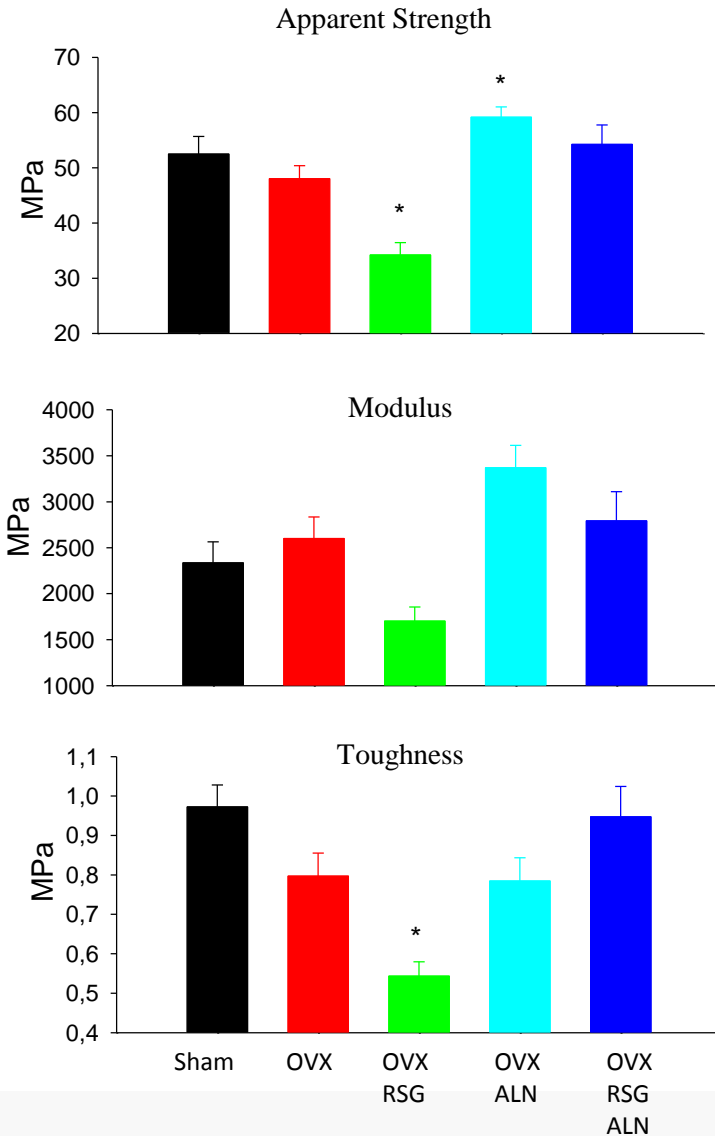 Apparent Strength
70
*
60
50
MPa
*
40
30
20
4000
Modulus
3500
3000
MPa
2500
2000
1500
1000
1,1
Toughness
1,0
0,9
MPa
0,8
0,7
*
0,6
0,5
0,4
Sham OVX OVX OVX OVX
RSG ALN RSG
ALN